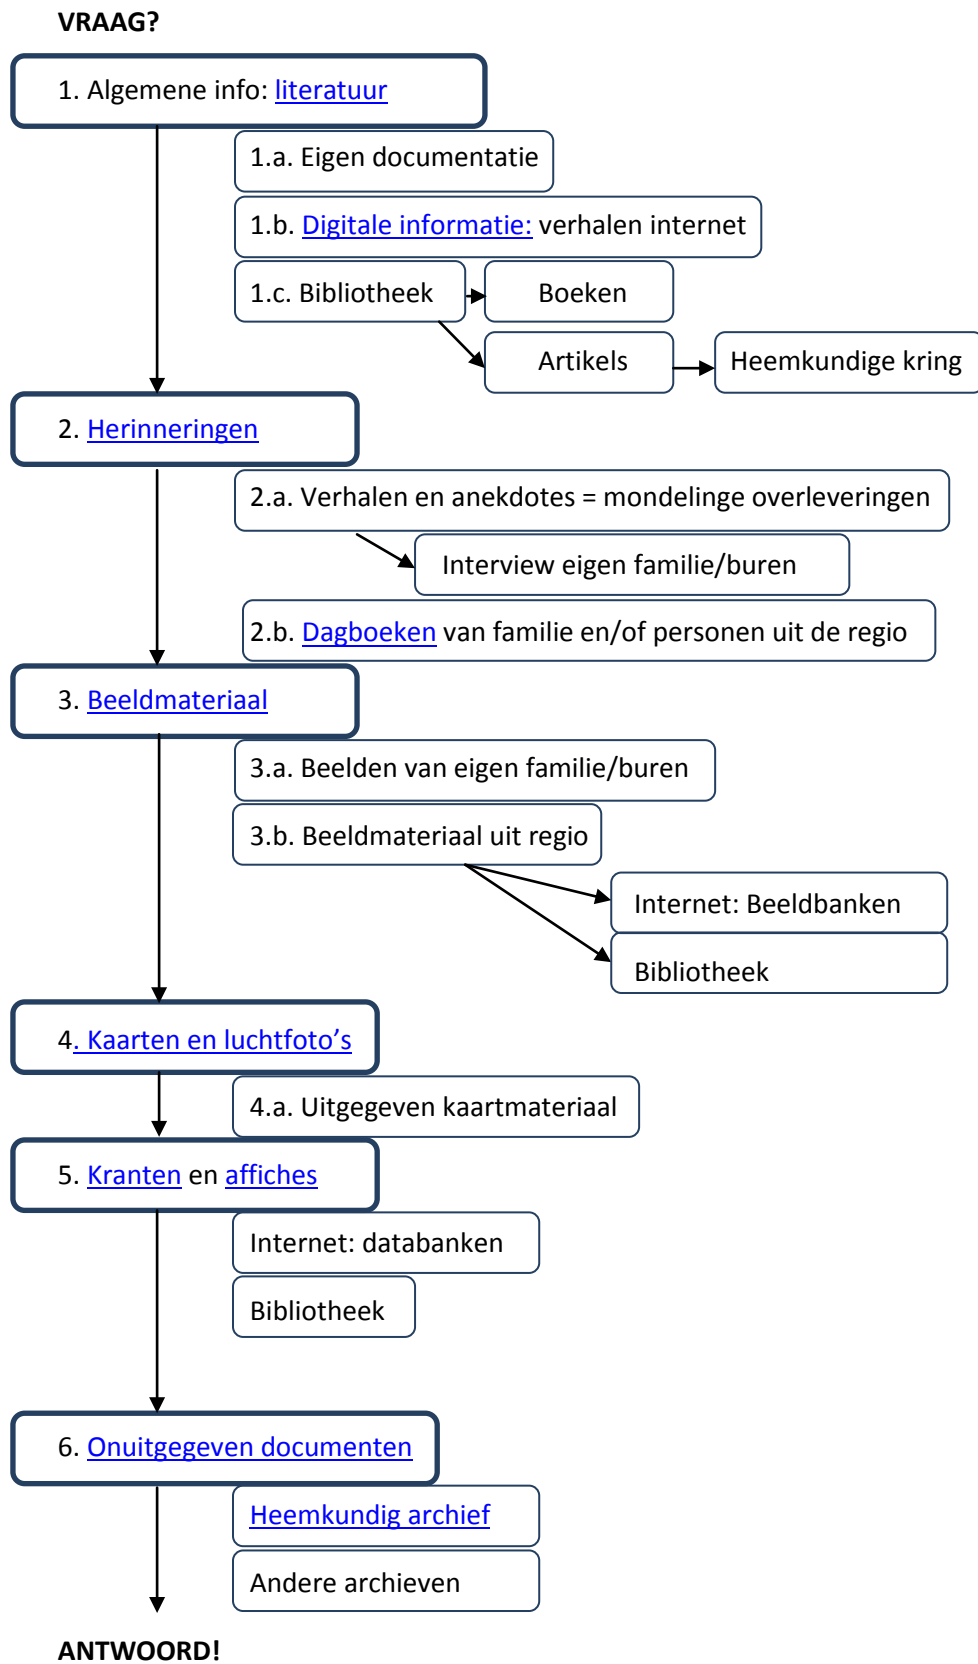 VRAAG?
1. Algemene info: literatuur
1.a. Eigen documentatie
1.b. Digitale informatie: verhalen internet
1.c. Bibliotheek
Boeken
Artikels
Heemkundige kring
2. Herinneringen
2.a. Verhalen en anekdotes = mondelinge overleveringen
Interview eigen familie/buren
2.b. Dagboeken van familie en/of personen uit de regio
3. Beeldmateriaal
3.a. Beelden van eigen familie/buren
3.b. Beeldmateriaal uit regio
Internet: Beeldbanken
Bibliotheek
4. Kaarten en luchtfoto’s
4.a. Uitgegeven kaartmateriaal
5. Kranten en affiches
Internet: databanken
Bibliotheek
6. Onuitgegeven documenten
Heemkundig archief
Andere archieven
ANTWOORD!